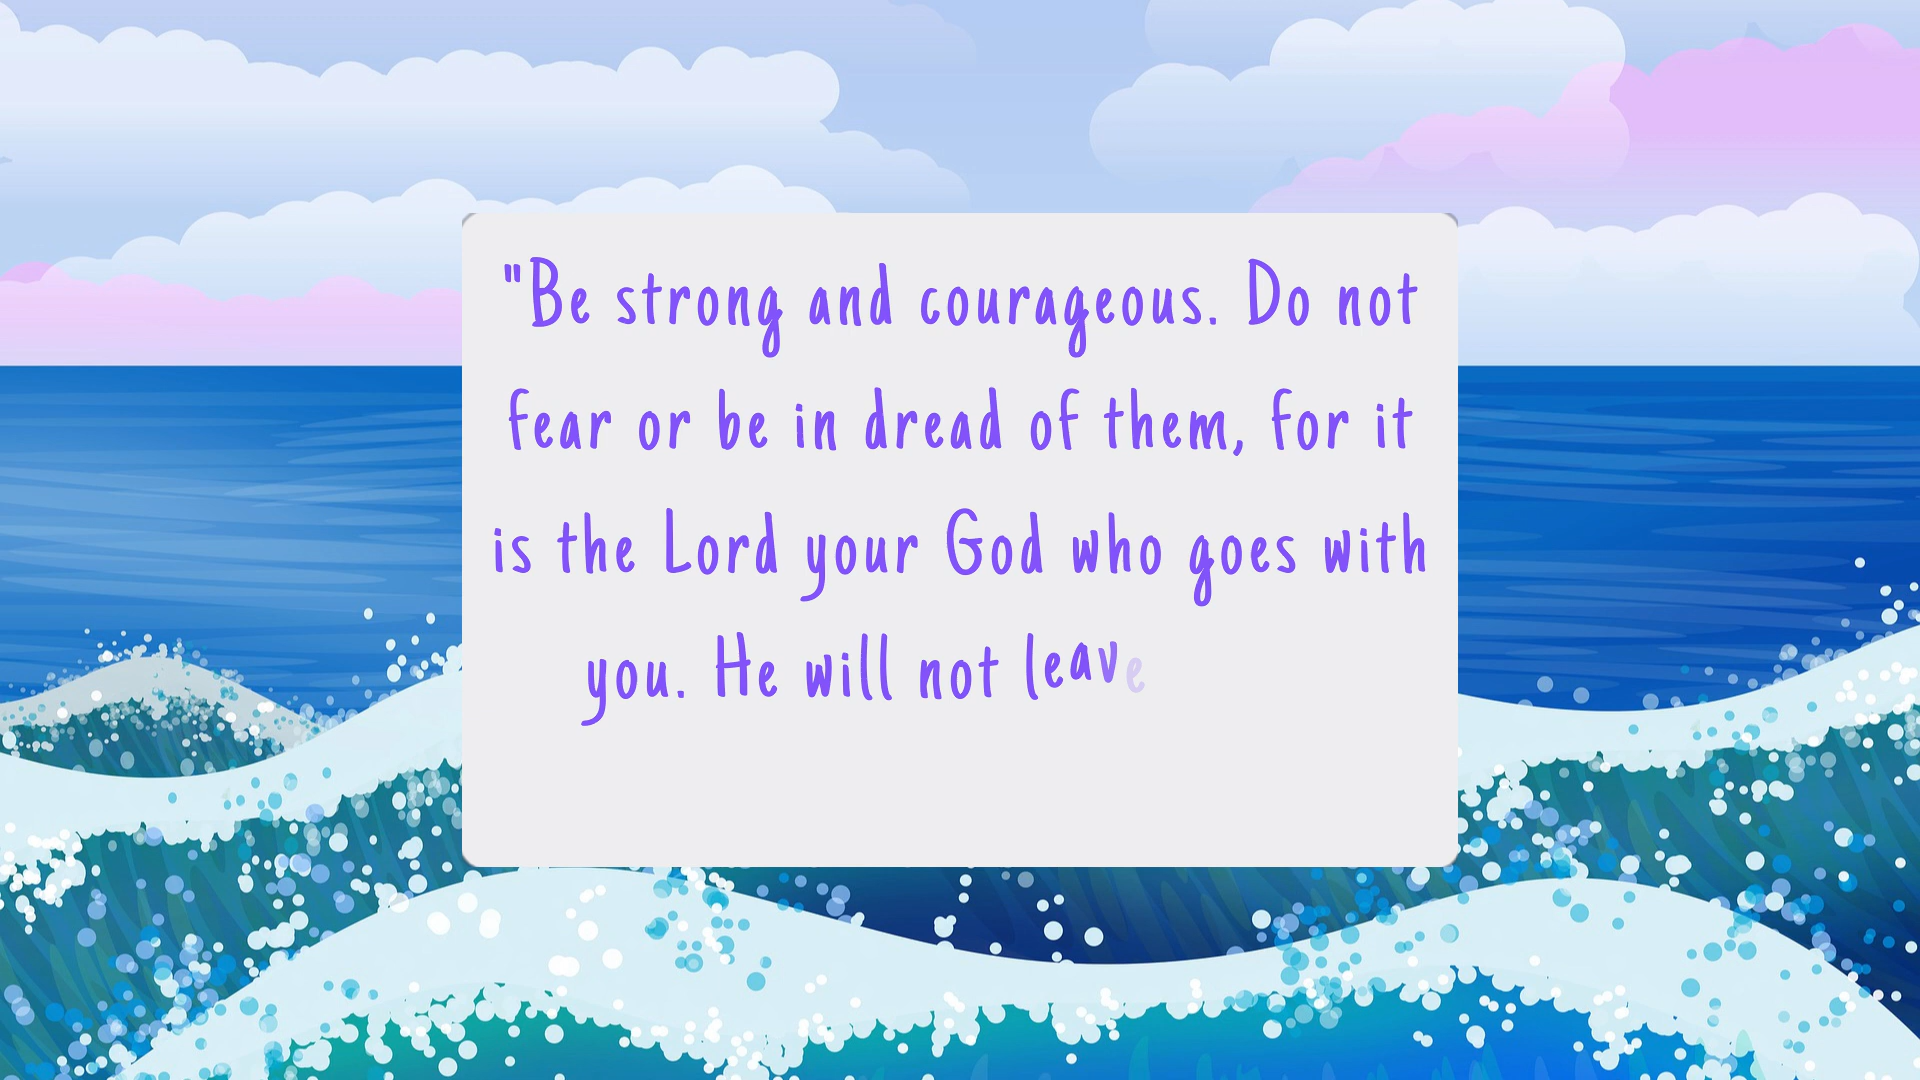 "Be strong and courageous. Do not
fear or be in dread of them, for it
is the Lord your God who goes with
you. He will not leave